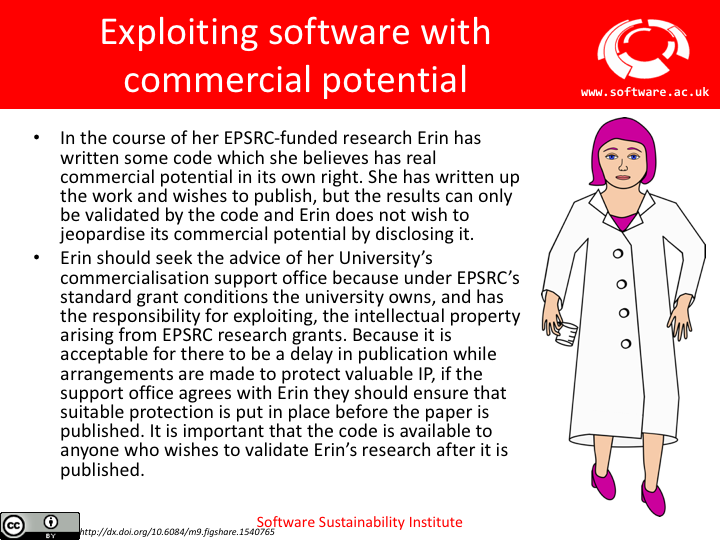 Exploiting software with
commercial potential
www.software.ac.uk
• In the course of her EPSRC-funded research Erin has
written some code which she believes has real
commercial potential in its own right. She has written up
the work and wishes to publish, but the results can only
be validated by the code and Erin does not wish to
jeopardise its commercial potential by disclosing it.
• Erin should seek the advice of her University’s
commercialisation support office because under EPSRC’s
standard grant conditions the university owns, and has
the responsibility for exploiting, the intellectual property
arising from EPSRC research grants. Because it is
acceptable for there to be a delay in publication while
arrangements are made to protect valuable IP, if the
support office agrees with Erin they should ensure that
suitable protection is put in place before the paper is
published. It is important that the code is available to
anyone who wishes to validate Erin’s research after it is
published.
Software Sustainability Institute
cc
BY
http://dx.doi.org/10.6084/m9.figshare.1540765